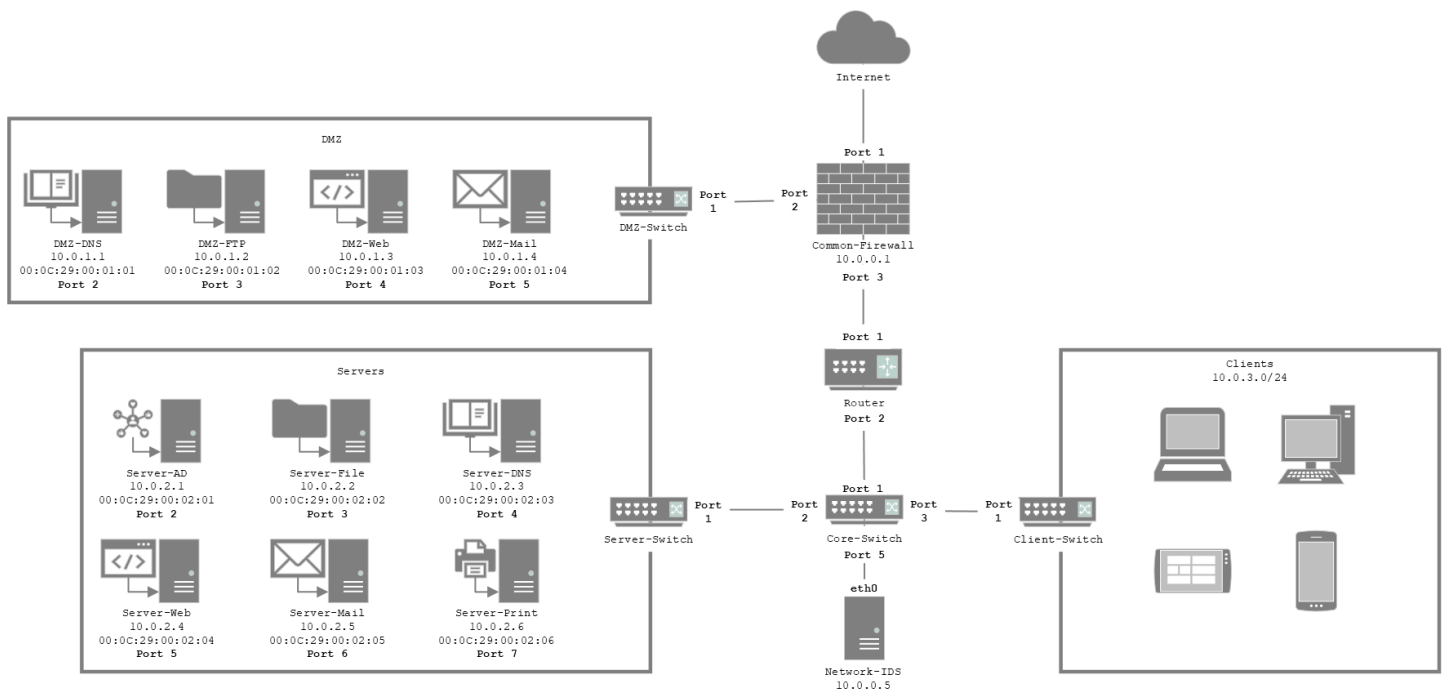 Internet
Port 1
Common-Firewall
10.0.0.1
Port 3
Port
2
Port
1
DMZ-Switch
DMZ
DMZ-DNS
10.0.1.1
00:0C:29:00:01:01
Port 2
DMZ-FTP
10.0.1.2
00:0C:29:00:01:02
Port 3
DMZ-Web
10.0.1.3
00:0C:29:00:01:03
Port 4
DMZ-Mail
10.0.1.4
00:0C:29:00:01:04
Port 5
Port 1
Router
Port 2
Servers
Server-AD
10.0.2.1
00:0C:29:00:02:01
Port 2
Server-File
10.0.2.2
00:0C:29:00:02:02
Port 3
Server-DNS
10.0.2.3
00:0C:29:00:02:03
Port 4
Server-Web
10.0.2.4
00:0C:29:00:02:04
Port 5
Server-Mail
10.0.2.5
00:0C:29:00:02:05
Port 6
Server-Print
10.0.2.6
00:0C:29:00:02:06
Port 7
Server-Switch
Port
1
Port
2
Port 1
Core-Switch
Port 5
Port
3
Port
1
Client-Switch
eth0
Network-IDS
10.0.0.5
Clients
10.0.3.0/24